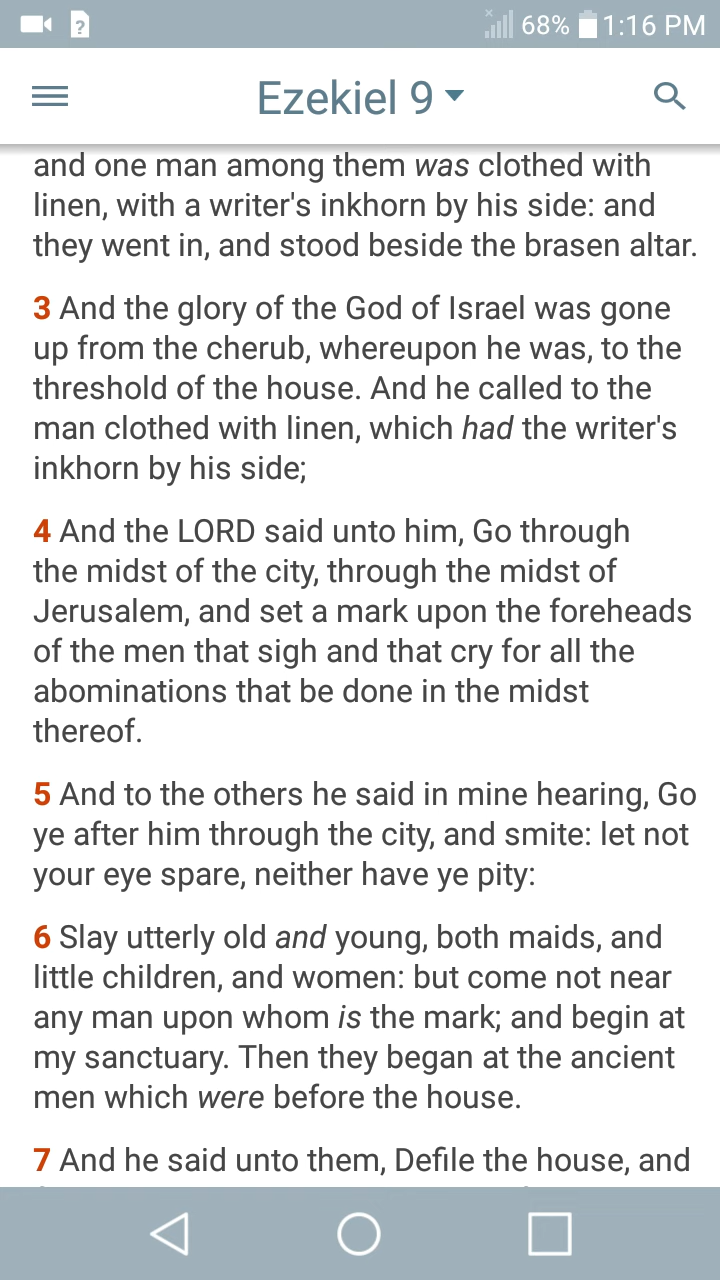 68% 1:16 PM
Ezekiel 9
and one man among them was clothed with
linen, with a writer's inkhorn by his side: and
they went in, and stood beside the brasen altar.
3 And the glory of the God of Israel was gone
up from the cherub, whereupon he was, to the
threshold of the house. And he called to the
man clothed with linen, which had the writer's
inkhorn by his side;
4 And the LORD said unto him, Go through
the midst of the city, through the midst of
Jerusalem, and set a mark upon the foreheads
of the men that sigh and that cry for all the
abominations that be done in the midst
thereof.
5 And to the others he said in mine hearing, Go
ye after him through the city, and smite: let not
your eye spare, neither have ye pity:
6 Slay utterly old and young, both maids, and
little children, and women: but come not near
any man upon whom is the mark; and begin at
my sanctuary. Then they began at the ancient
men which were before the house.
7 And he said unto them, Defile the house, and